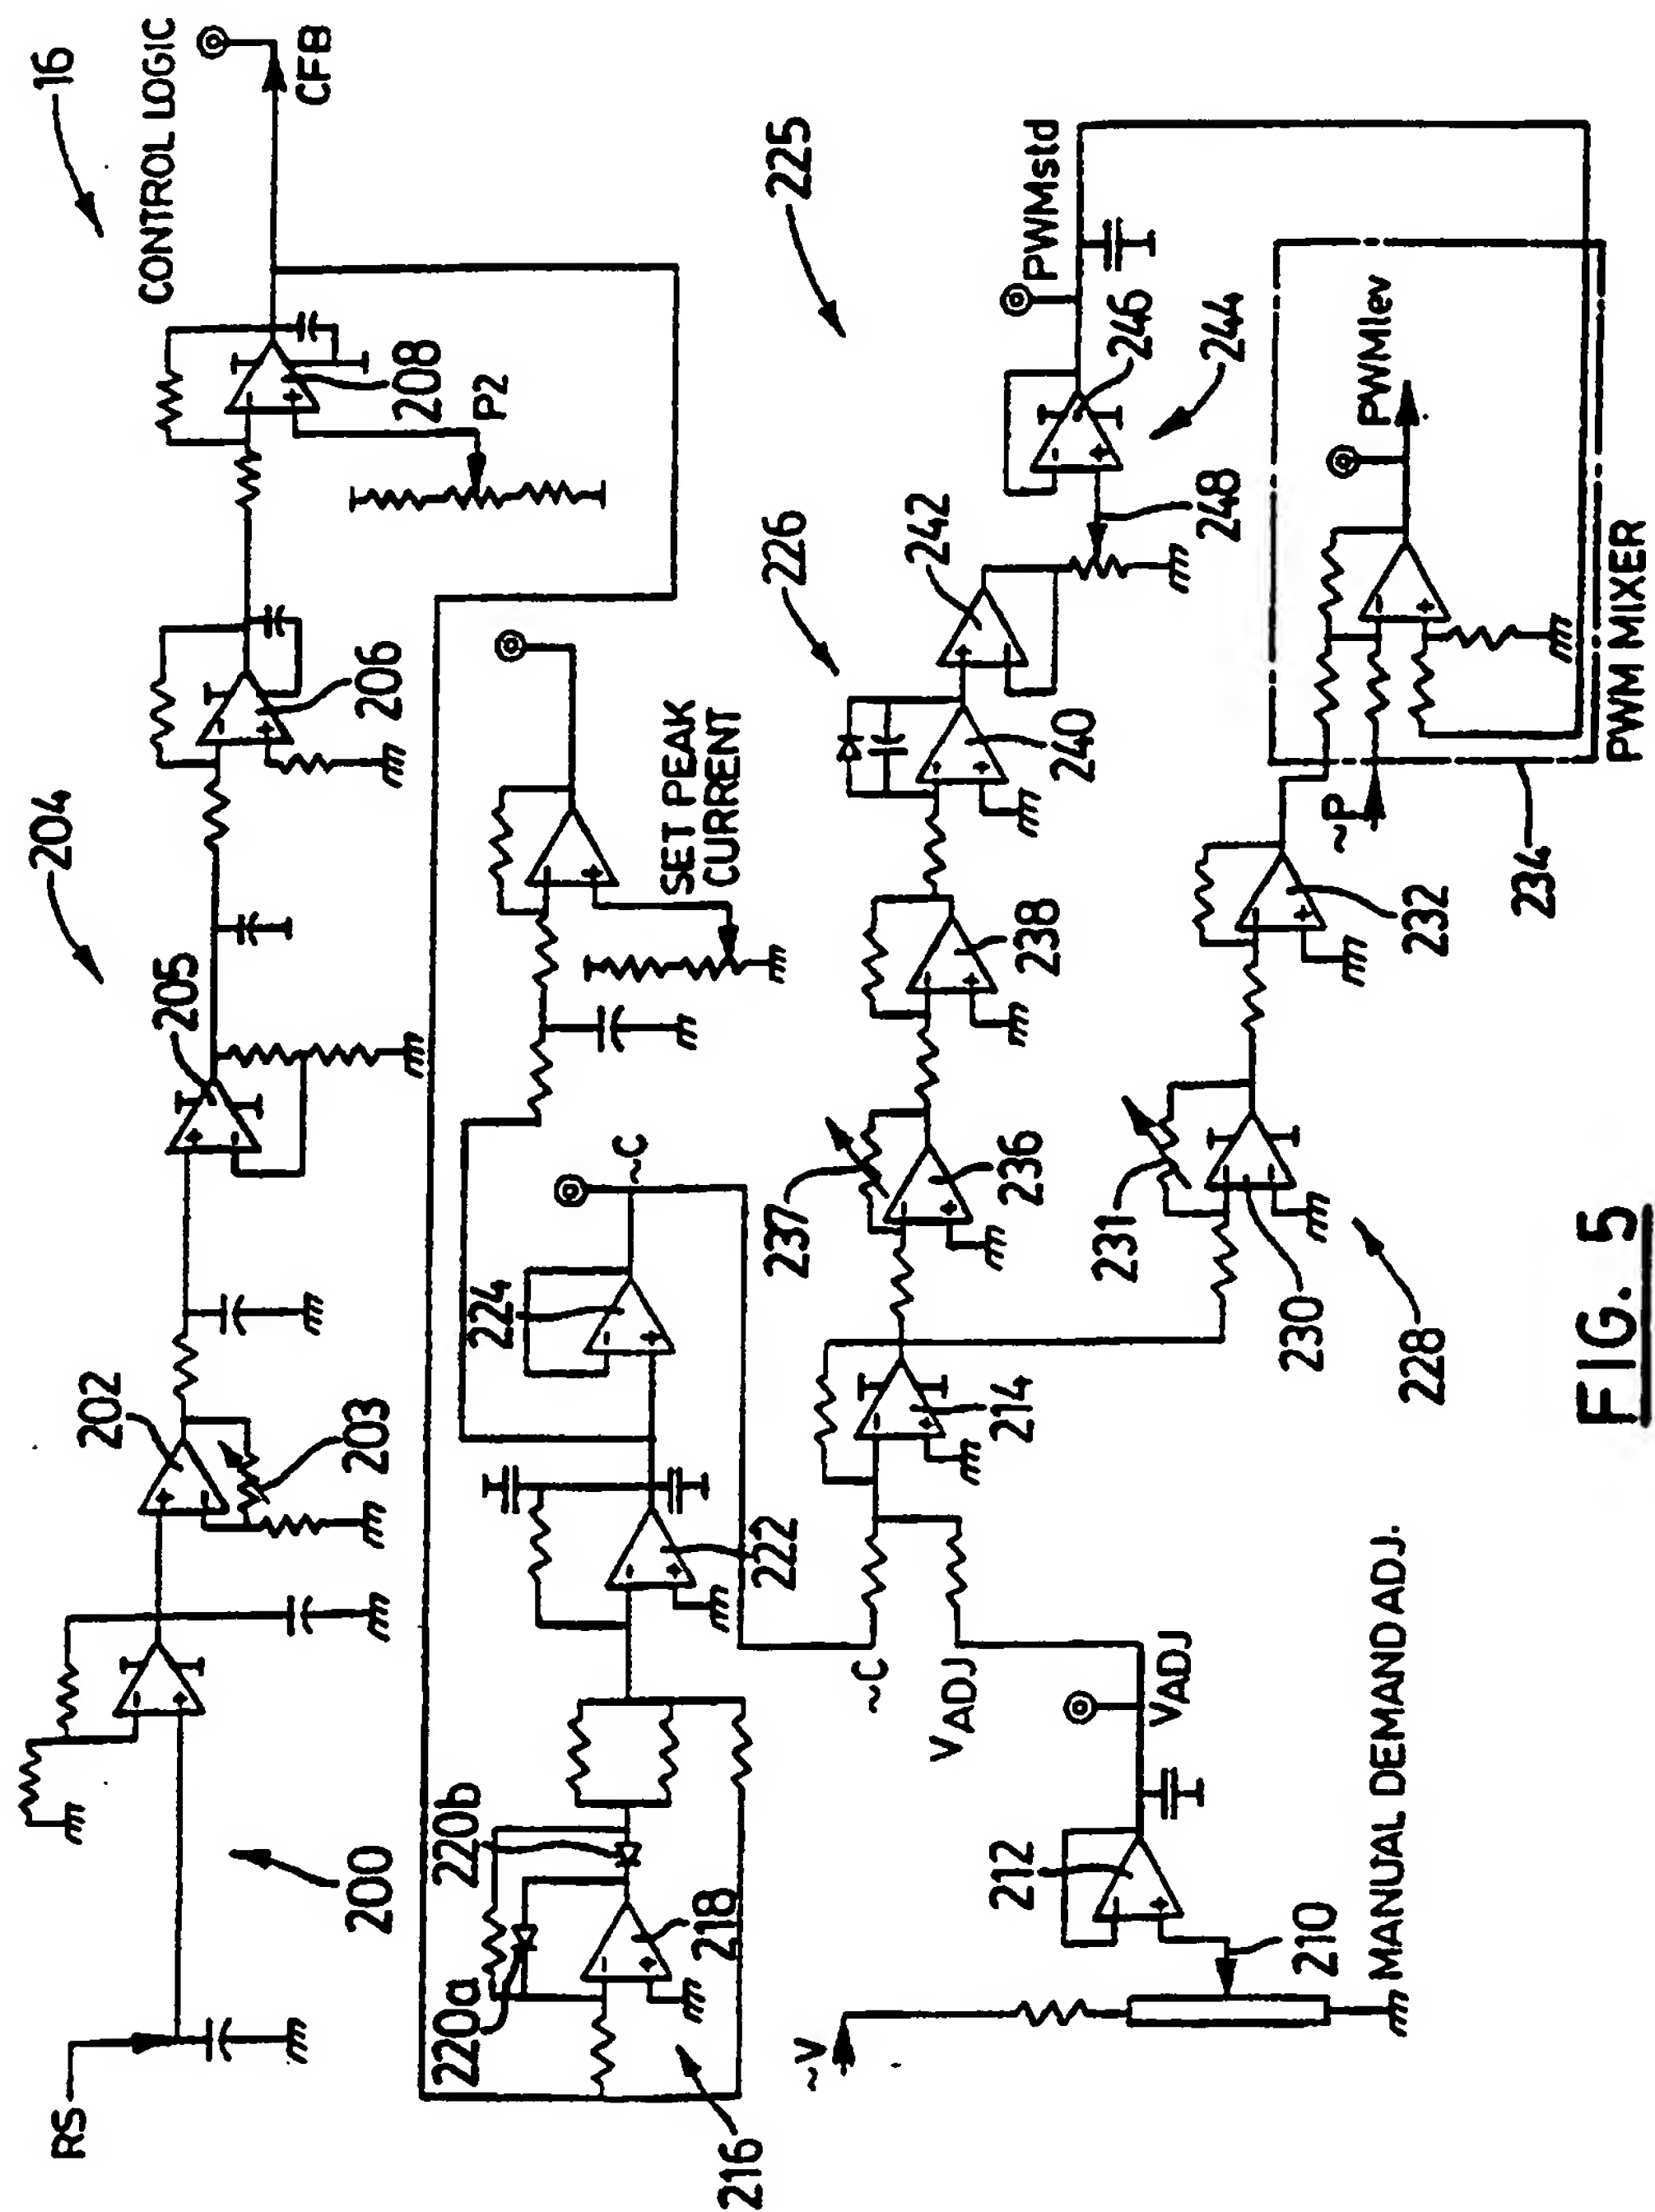 16
CONTROL LOGIC
CFB
204
205
206
208
P2
202
203
200
RS
SET PEAK
CURRENT
~C
224
222
220b
220a
218
216
225
226
PWMstd
246
244
248
242
240
238
237
236
214
~C
VADJ
VADJ
212
210
~V
MANUAL DEMAND ADJ.
231
230
228
232
~P
234
PWMlev
PWM MIXER
FIG. 5